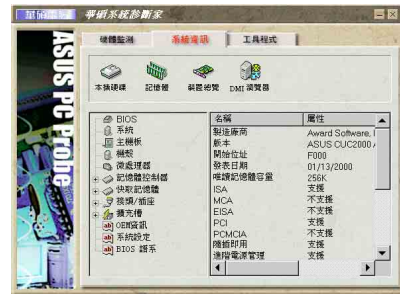 華碩系統診斷家
ASUS PC Probe
硬體監測
系統資訊
工具程式
本機硬碟
記憶體
裝置總覽
DMI 瀏覽器
BIOS
系統
主機板
機殼
微處理器
記憶體控制器
快取記憶體
接頭/插座
擴充槽
OEM資訊
系統設定
BIOS 語系
名稱 屬性
製造廠商 Award Software, I
版本 ASUS CUC2000
開始位址 F000
發表日期 01/13/2000
唯讀記憶體容量 256K
ISA 支援
MCA 不支援
EISA 不支援
PCI 支援
PCMCIA 不支援
隨插即用 支援
進階電源管理 支援